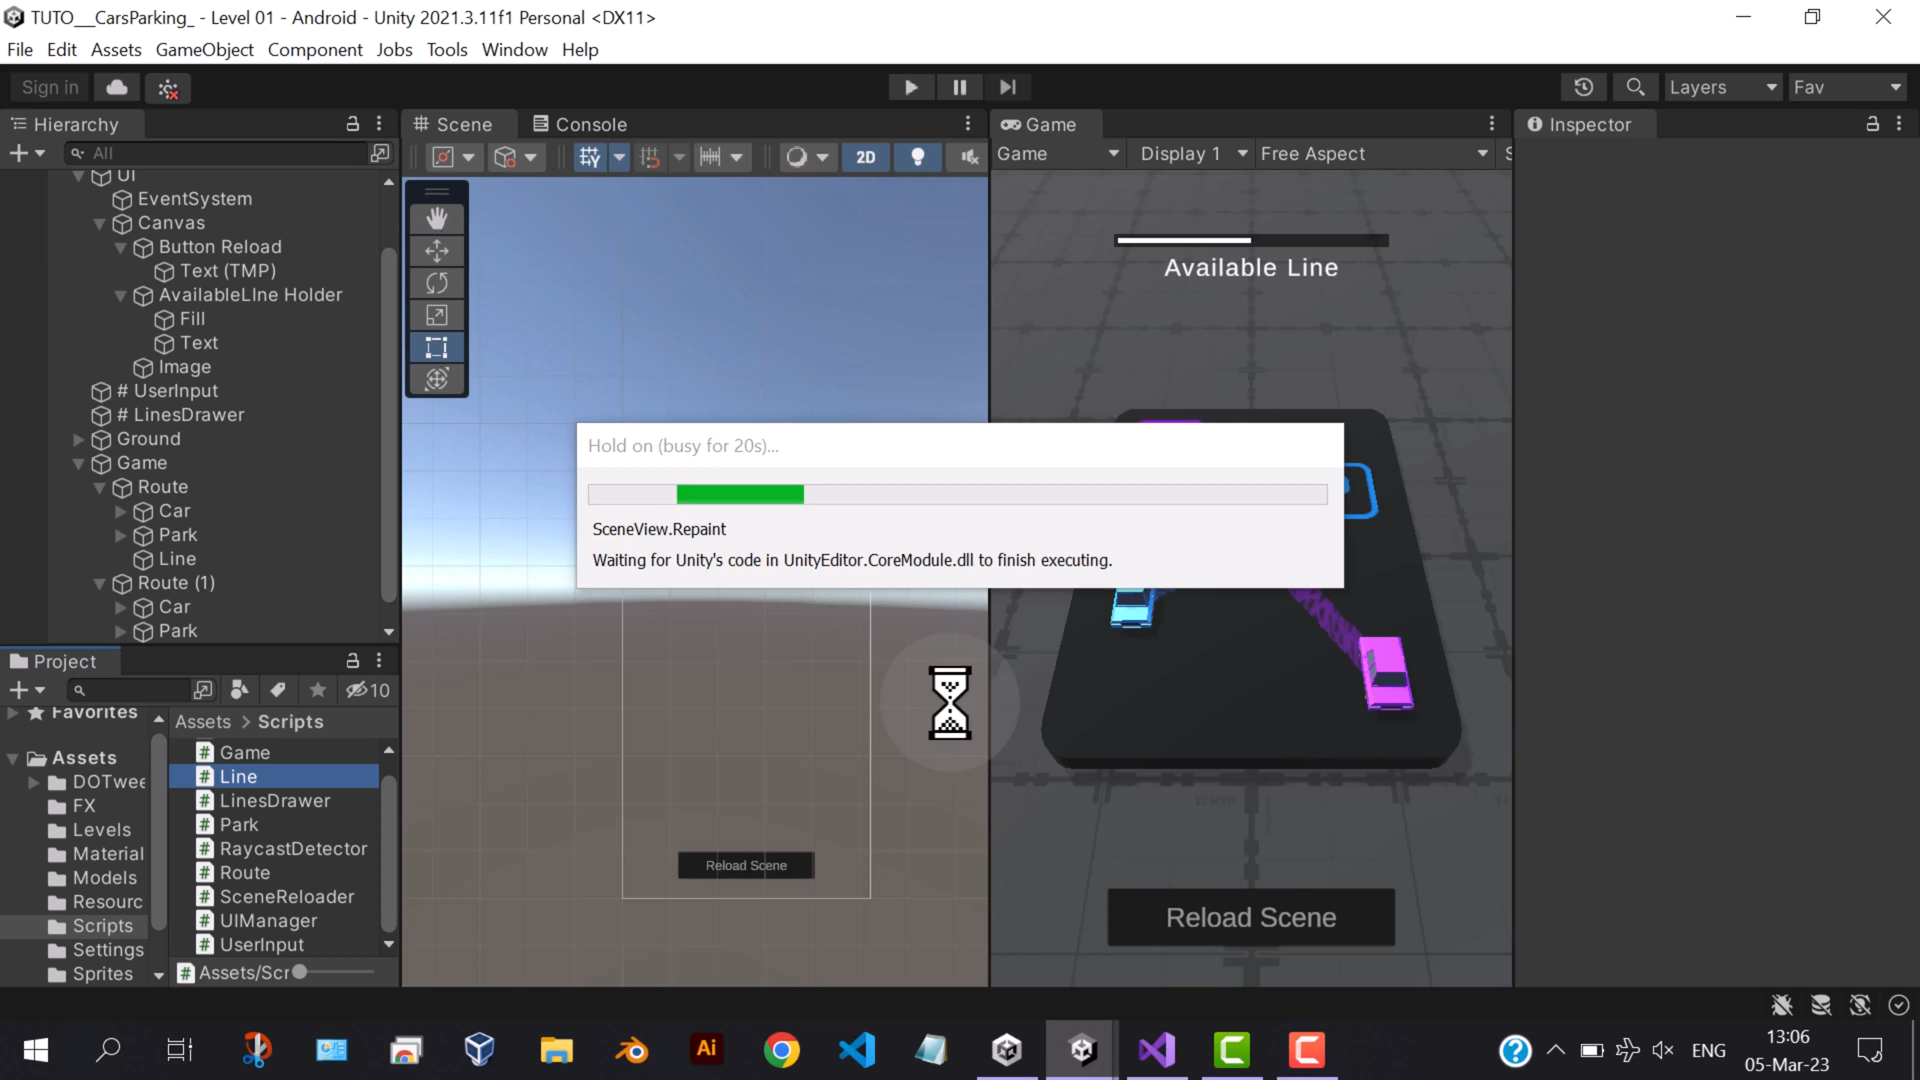 TUTO__CarsParking_ - Level 01 - Android - Unity 2021.3.11f1 Personal <DX11>
File Edit Assets GameObject Component Jobs Tools Window Help
Sign in
Layers
Fav
Hierarchy
All
UI
EventSystem
Canvas
Button Reload
Text (TMP)
AvailableLIne Holder
Fill
Text
Image
# UserInput
# LinesDrawer
Ground
Game
Route
Car
Park
Line
Route (1)
Car
Park
Scene
Console
2D
Reload Scene
Game
Game
Display 1
Free Aspect
S
Available Line
Reload Scene
Inspector
Hold on (busy for 20s)...
SceneView.Repaint
Waiting for Unity's code in UnityEditor.CoreModule.dll to finish executing.
Project
10
Favorites
Assets
DOTwee
FX
Levels
Material
Models
Resourc
Scripts
Settings
Sprites
Assets > Scripts
Game
Line
LinesDrawer
Park
RaycastDetector
Route
SceneReloader
UIManager
UserInput
Assets/Scr
ENG
13:06
05-Mar-23